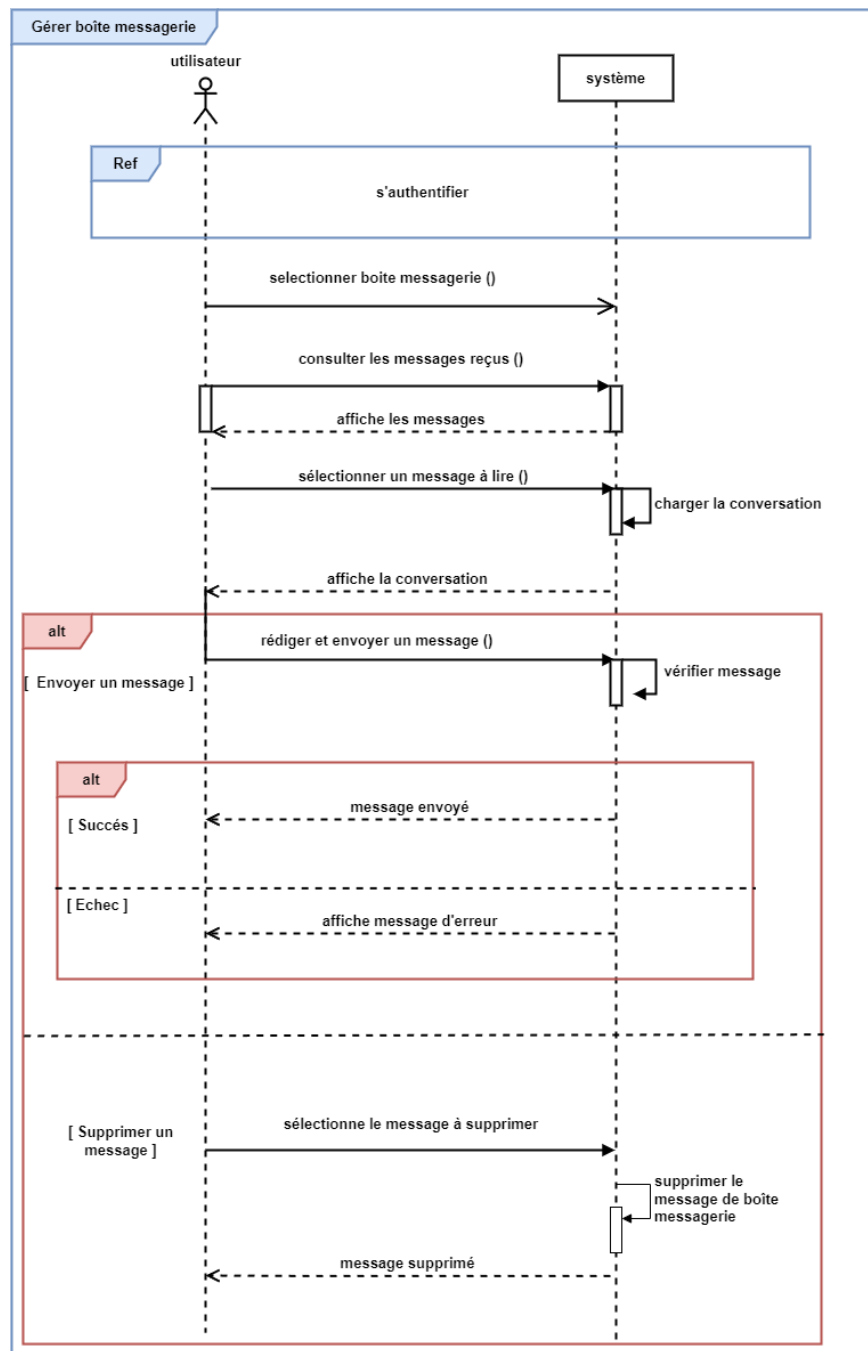 Gérer boîte messagerie
utilisateur
système
Ref
s'authentifier
selectionner boite messagerie ()
consulter les messages reçus ()
affiche les messages
sélectionner un message à lire ()
charger la conversation
affiche la conversation
alt
rédiger et envoyer un message ()
[ Envoyer un message ]
vérifier message
alt
message envoyé
[ Succés ]
[ Echec ]
affiche message d'erreur
sélectionne le message à supprimer
[ Supprimer un
message ]
supprimer le
message de boîte
messagerie
message supprimé